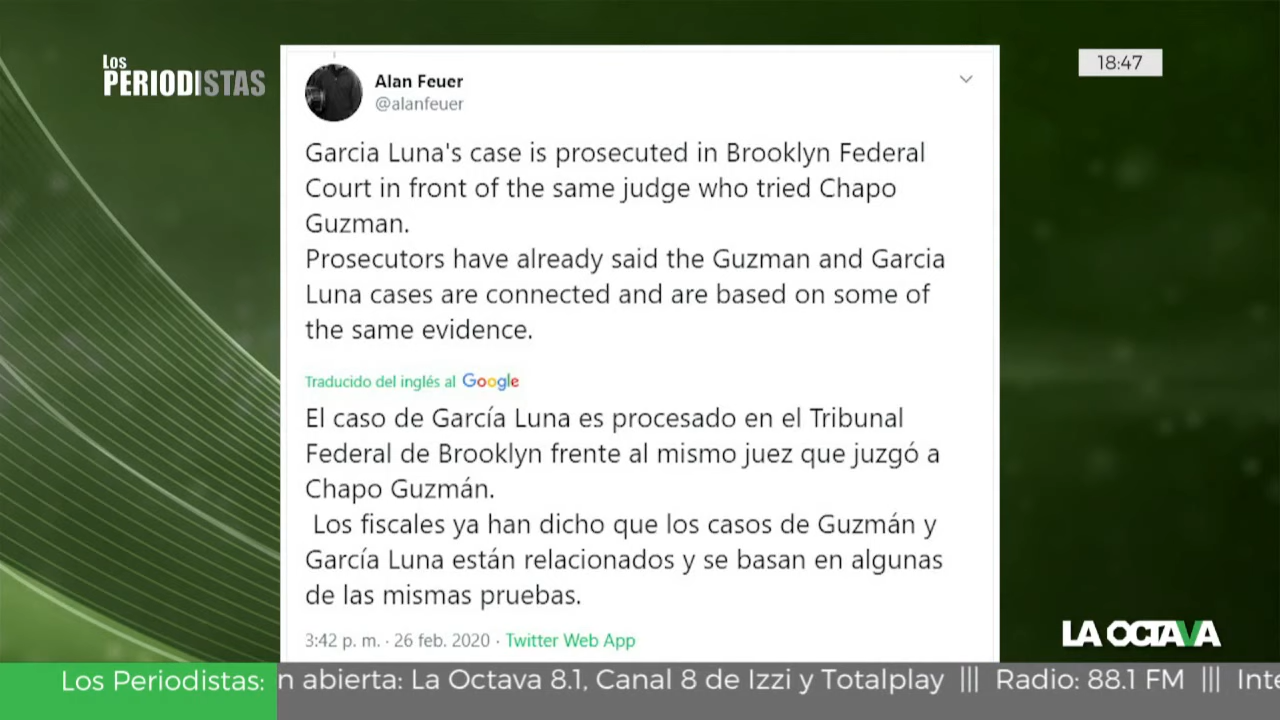 Los
PERIODISTAS
18:47
Alan Feuer
@alanfeuer
Garcia Luna's case is prosecuted in Brooklyn Federal
Court in front of the same judge who tried Chapo
Guzman.
Prosecutors have already said the Guzman and Garcia
Luna cases are connected and are based on some of
the same evidence.
Traducido del inglés al Google
El caso de García Luna es procesado en el Tribunal
Federal de Brooklyn frente al mismo juez que juzgó a
Chapo Guzmán.
Los fiscales ya han dicho que los casos de Guzmán y
García Luna están relacionados y se basan en algunas
de las mismas pruebas.
3:42 p. m. · 26 feb. 2020 · Twitter Web App
LA OCTAVA
Los Periodistas: n abierta: La Octava 8.1, Canal 8 de Izzi y Totalplay ||| Radio: 88.1 FM ||| Inte